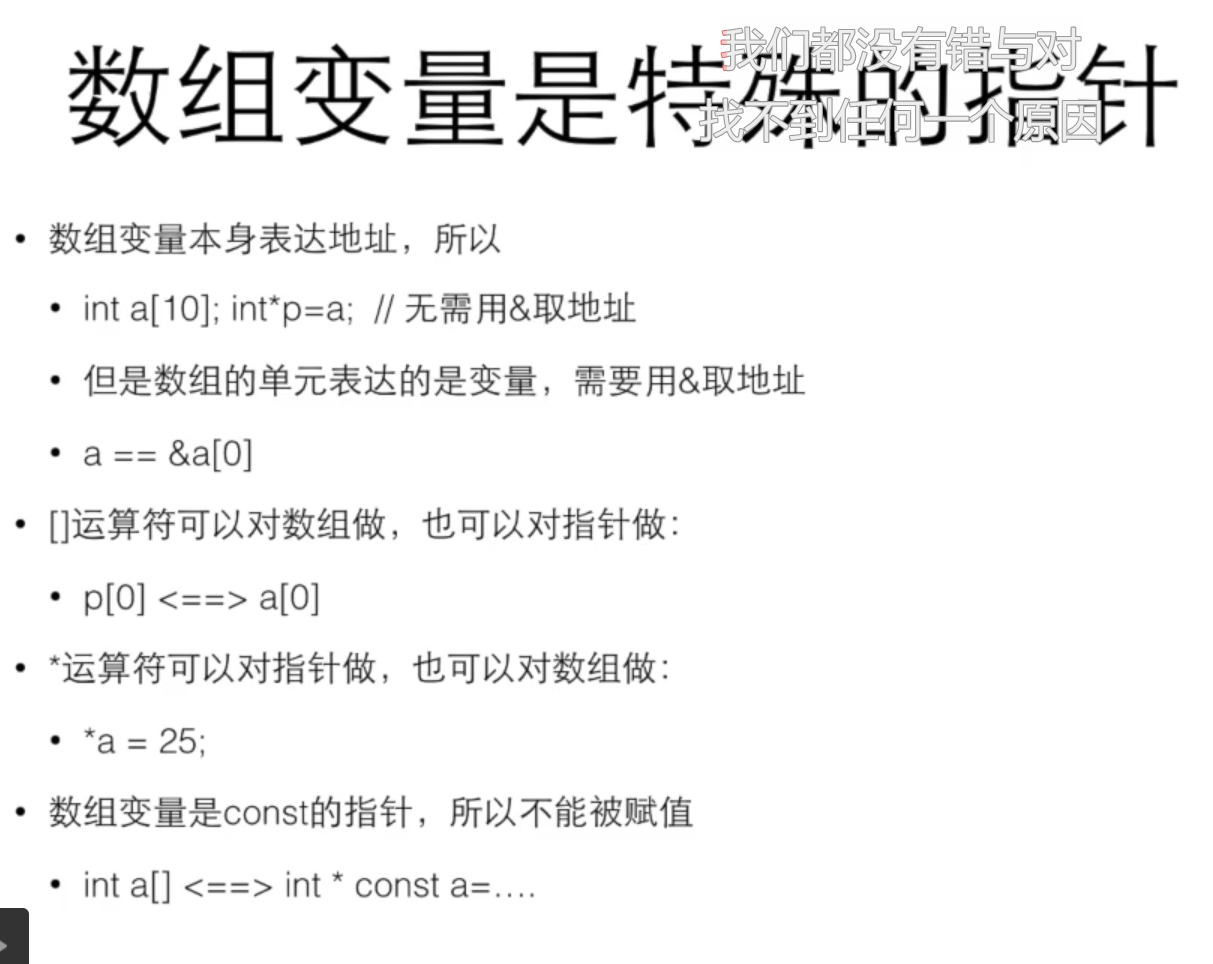 数组变量是特殊的指针
我们都没有错与对
找不到任何一个原因
• 数组变量本身表达地址，所以
• int a[10]; int*p=a; // 无需用&取地址
• 但是数组的单元表达的是变量，需要用&取地址
• a == &a[0]
• []运算符可以对数组做，也可以对指针做：
• p[0] <==> a[0]
• *运算符可以对指针做，也可以对数组做：
• *a = 25;
• 数组变量是const的指针，所以不能被赋值
• int a[] <==> int * const a=….